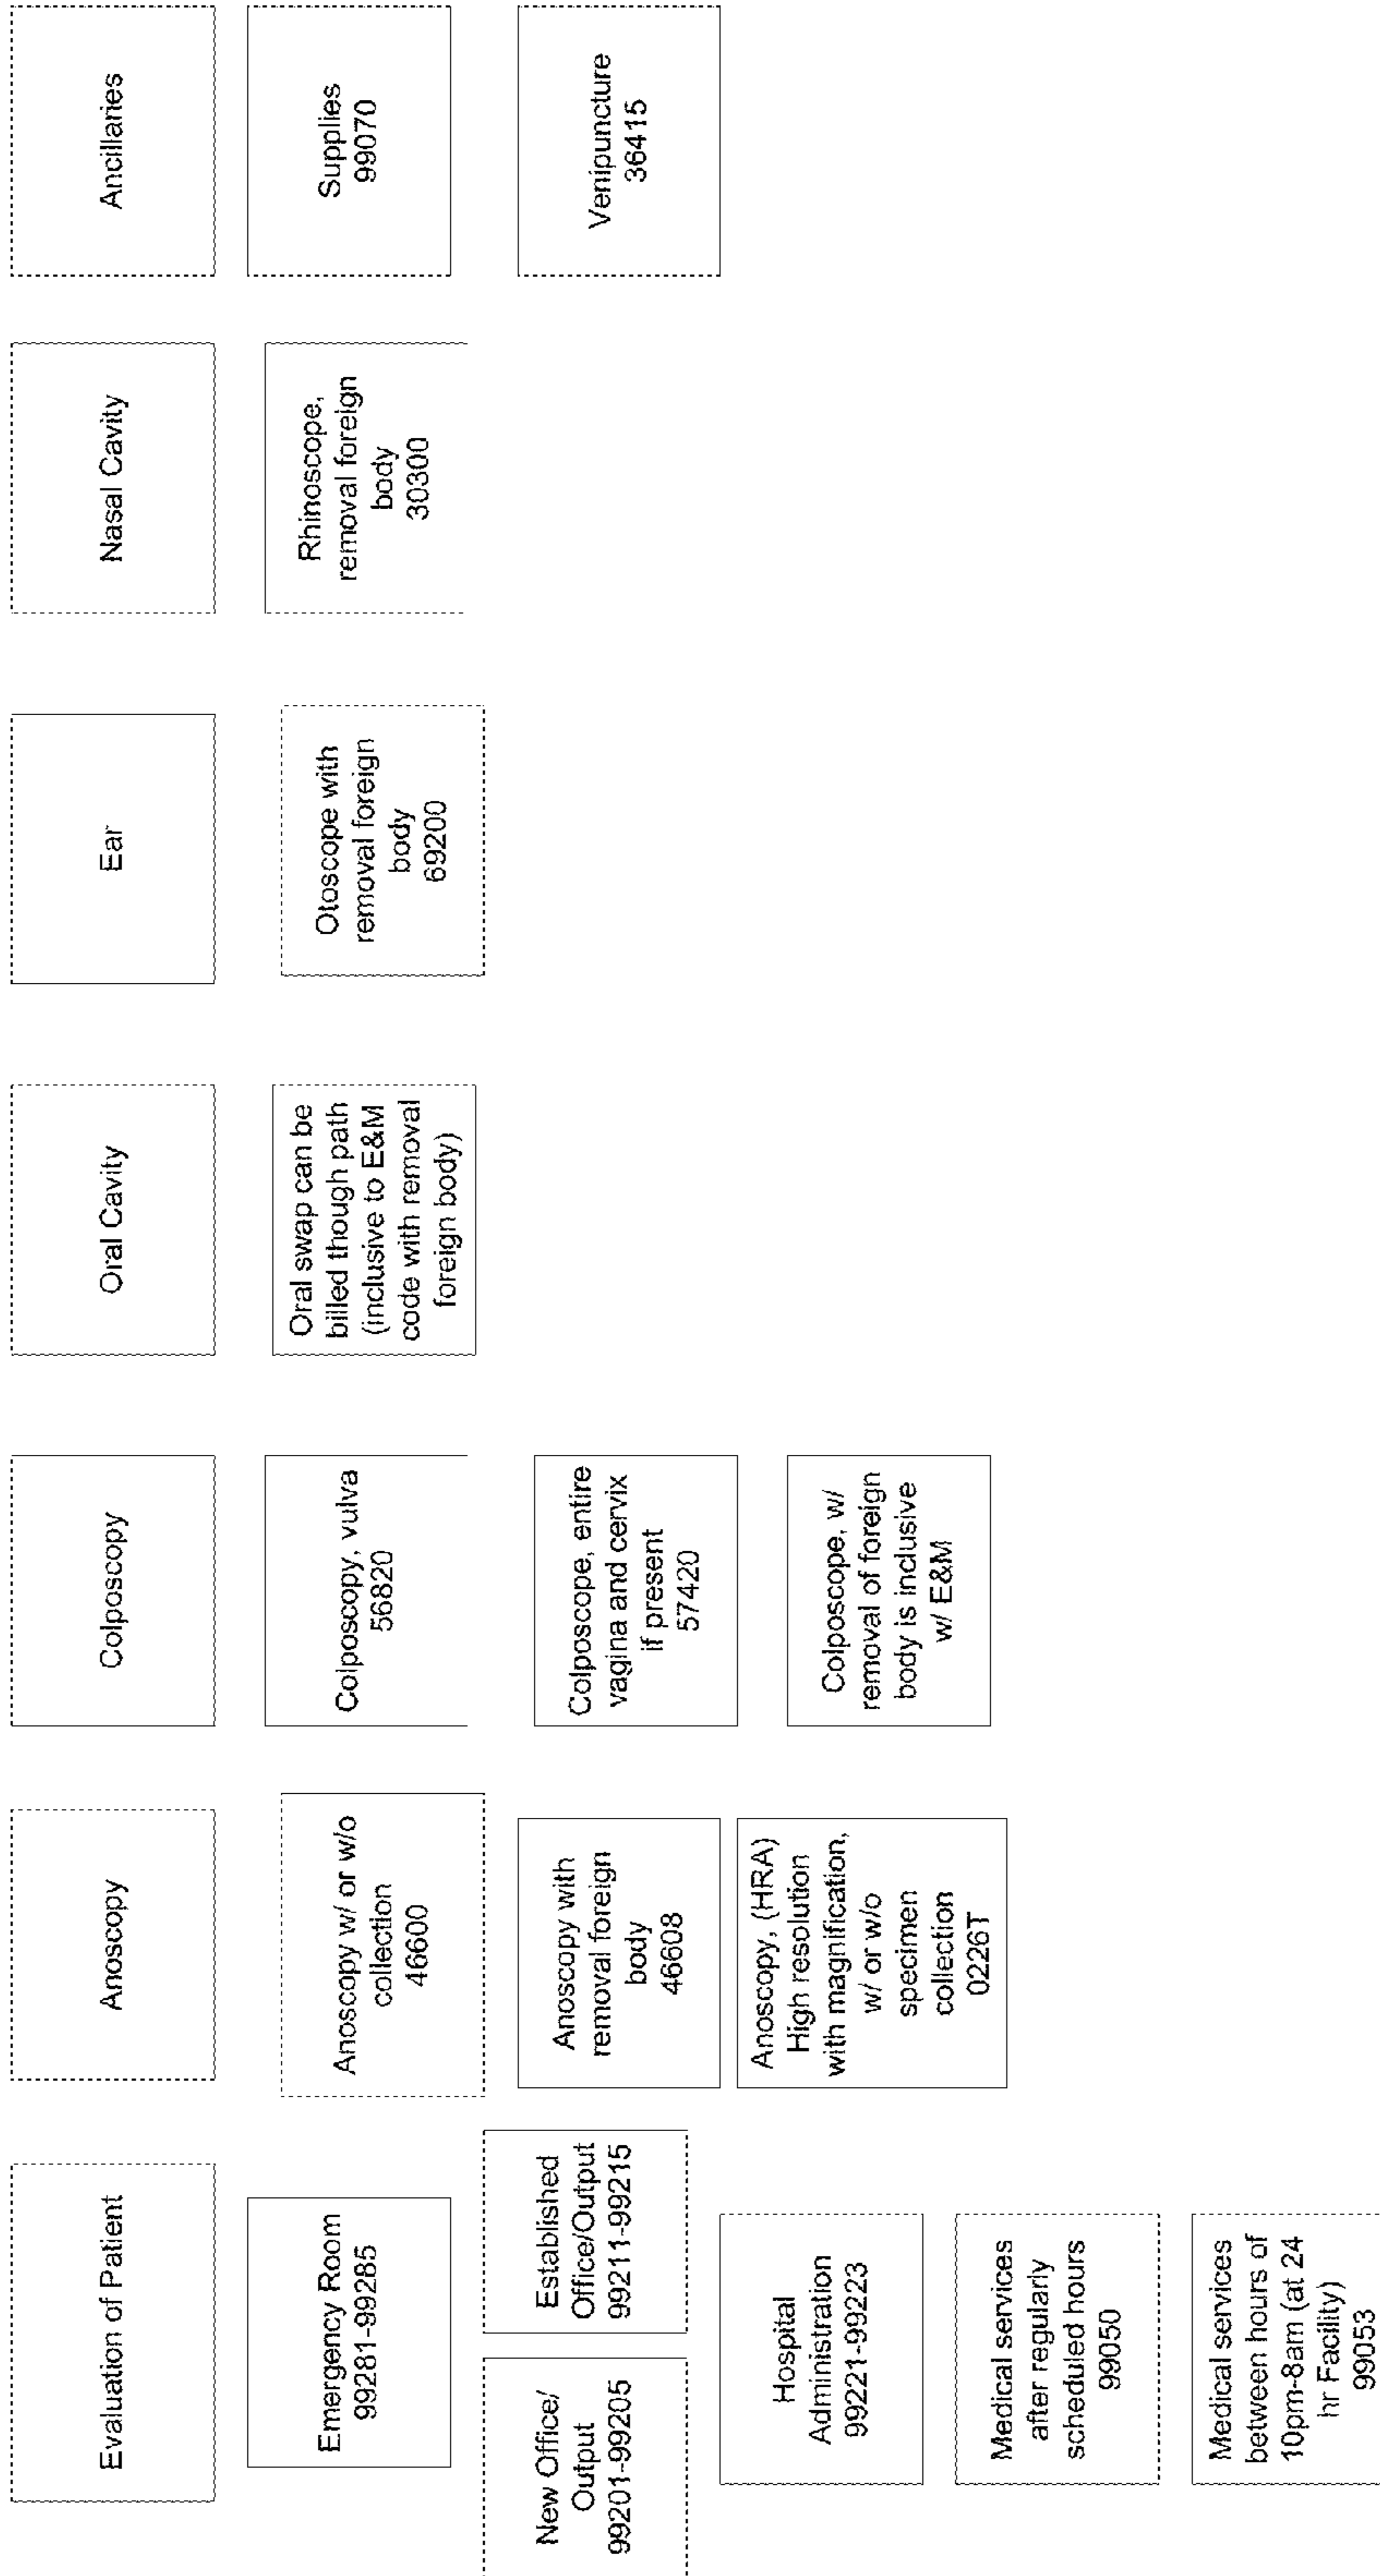 Evaluation of Patient
Emergency Room
99281-99285
New Office/
Output
99201-99205
Established
Office/Output
99211-99215
Hospital
Administration
99221-99223
Medical services
after regularly
scheduled hours
99050
Medical services
between hours of
10pm-8am (at 24
hr Facility)
99053
Anoscopy
Anoscopy w/ or w/o
collection
46600
Anoscopy with
removal foreign
body
46608
Anoscopy, (HRA)
High resolution
with magnification,
w/ or w/o
specimen
collection
0226T
Colposcopy
Colposcopy, vulva
56820
Colposcope, entire
vagina and cervix
if present
57420
Colposcope, w/
removal of foreign
body is inclusive
w/ E&M
Oral Cavity
Oral swap can be
billed though path
(inclusive to E&M
code with removal
foreign body)
Ear
Otoscope with
removal foreign
body
69200
Nasal Cavity
Rhinoscope,
removal foreign
body
30300
Ancillaries
Supplies
99070
Venipuncture
36415